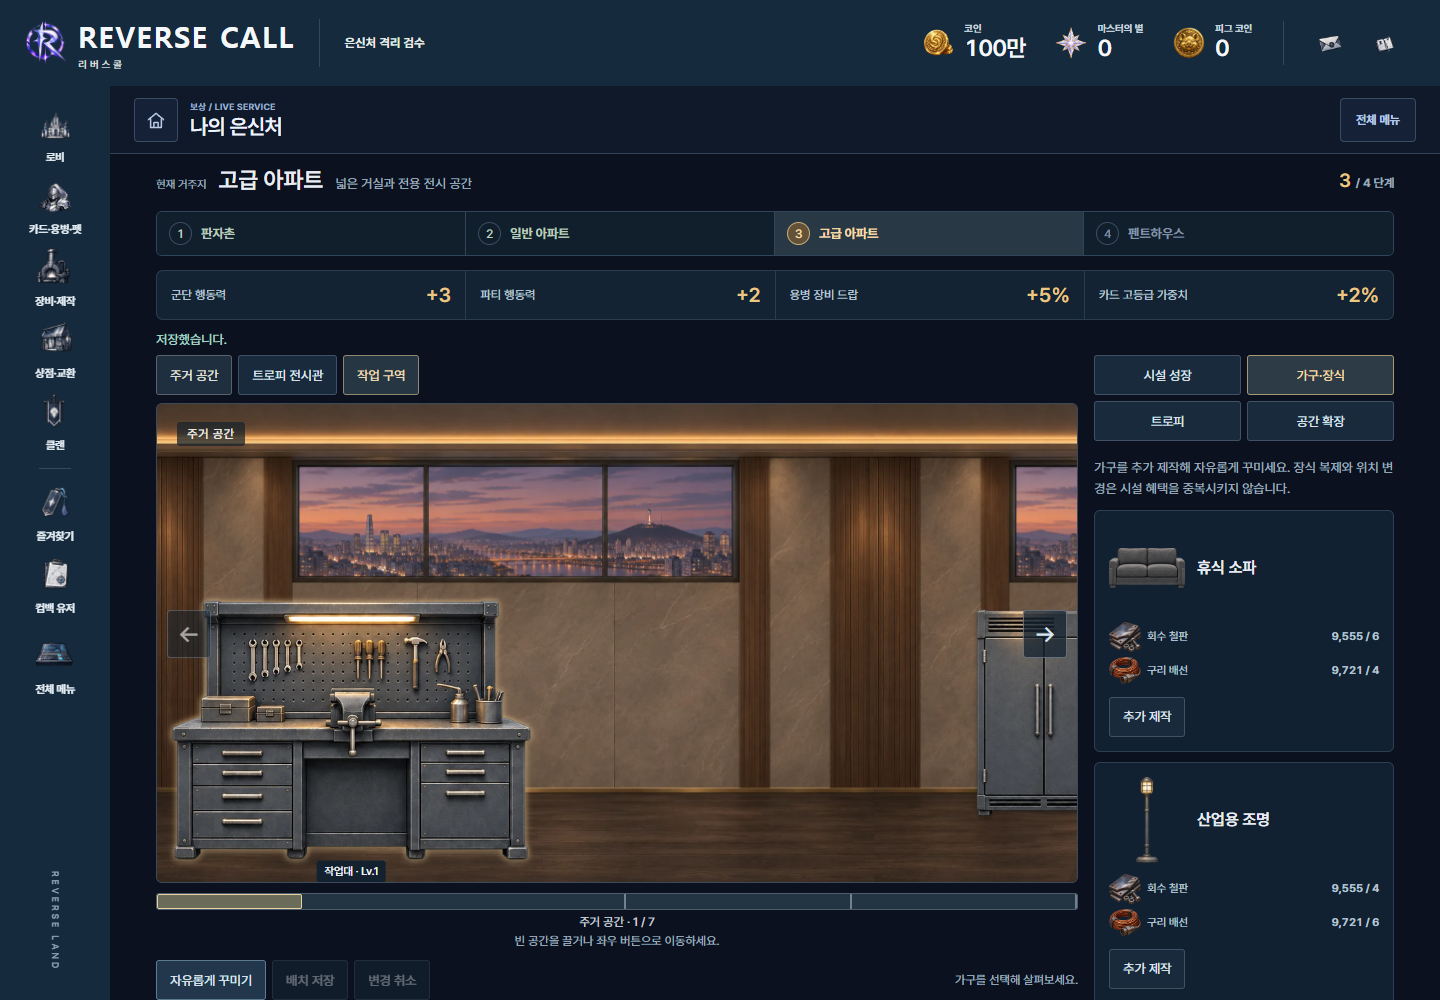 REVERSE CALL
리버스콜
은신처 격리 검수
코인
100만
마스터의 별
0
피그 코인
0
로비
카드·용병·펫
장비·제작
상점·교환
클랜
즐겨찾기
컴백 유저
전체 메뉴
REVERSE LAND
보상 / LIVE SERVICE
나의 은신처
전체 메뉴
현재 거주지 고급 아파트 넓은 거실과 전용 전시 공간
3 / 4 단계
1 판자촌
2 일반 아파트
3 고급 아파트
4 펜트하우스
군단 행동력 +3
파티 행동력 +2
용병 장비 드랍 +5%
카드 고등급 가중치 +2%
저장했습니다.
주거 공간
트로피 전시관
작업 구역
주거 공간
작업대 · Lv.1
주거 공간 · 1 / 7
빈 공간을 끌거나 좌우 버튼으로 이동하세요.
자유롭게 꾸미기
배치 저장
변경 취소
가구를 선택해 살펴보세요.
시설 성장
가구·장식
트로피
공간 확장
가구를 추가 제작해 자유롭게 꾸미세요. 장식 복제와 위치 변
경은 시설 혜택을 중복시키지 않습니다.
휴식 소파
회수 철판 9,555 / 6
구리 배선 9,721 / 4
추가 제작
산업용 조명
회수 철판 9,555 / 4
구리 배선 9,721 / 6
추가 제작